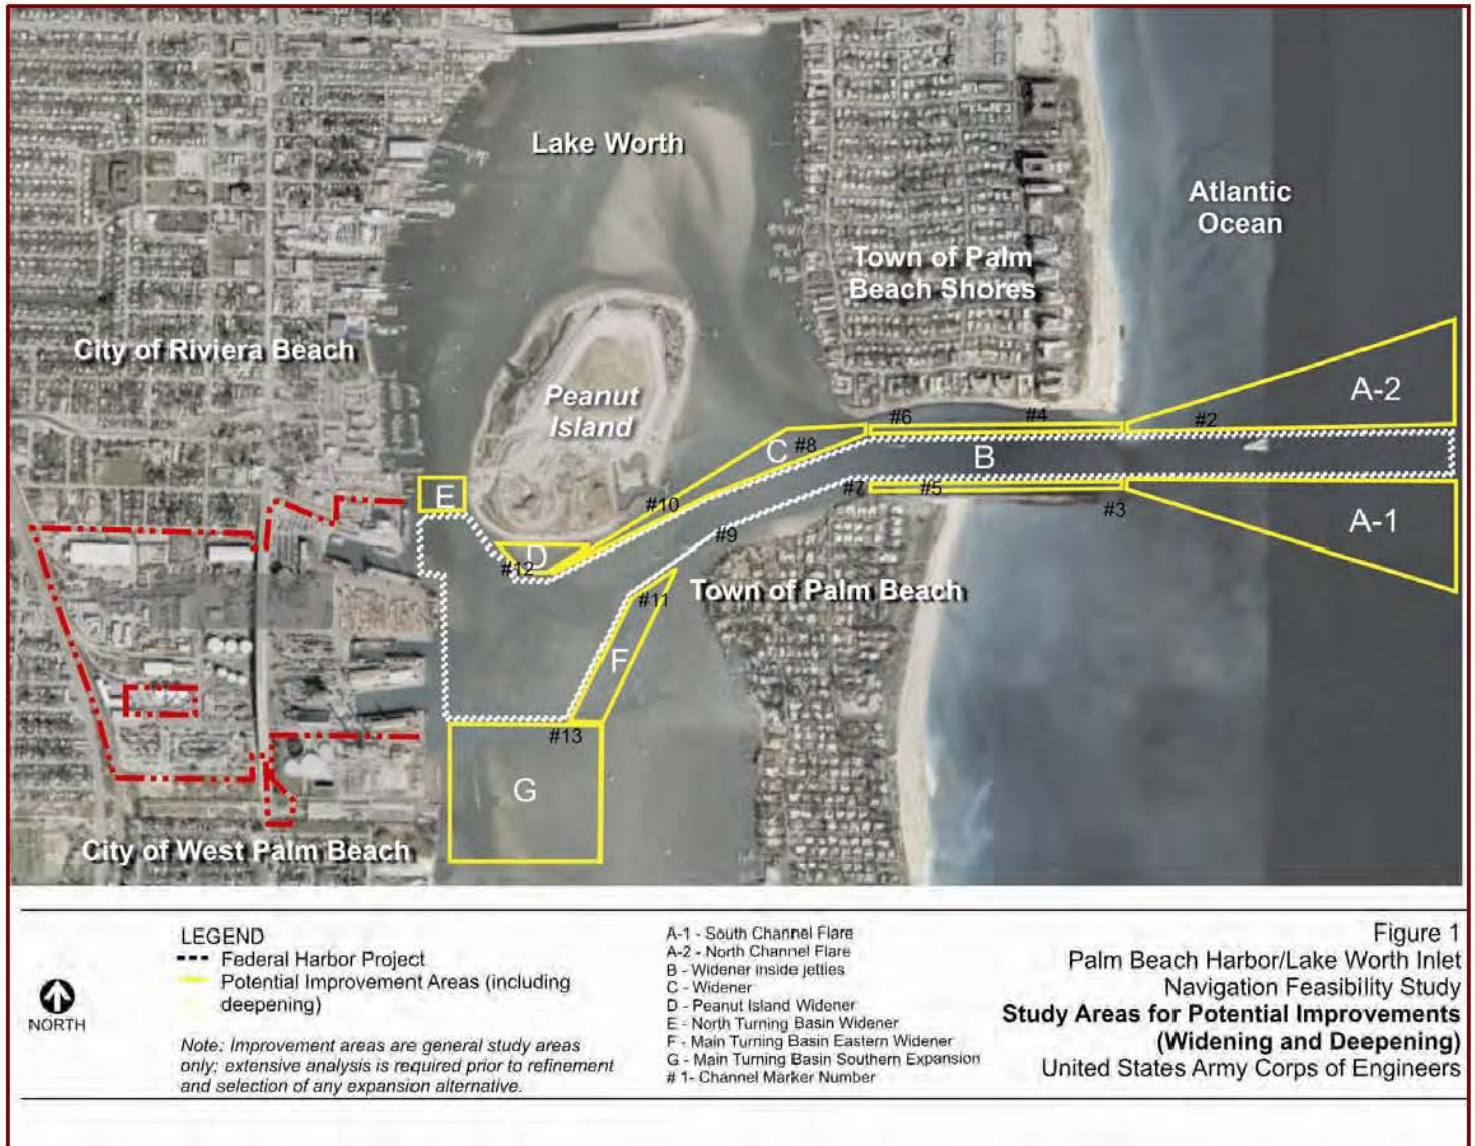 Lake Worth
Atlantic
Ocean
Town of Palm
Beach Shores
City of Riviera Beach
Peanut
Island
A-2
#6
#4
#2
C
#8
B
E
#10
#7
#5
#3
A-1
#9
D
#12
Town of Palm Beach
#11
F
#13
G
City of West Palm Beach
NORTH
LEGEND
Federal Harbor Project
Potential Improvement Areas (including
deepening)
Note: Improvement areas are general study areas
only; extensive analysis is required prior to refinement
and selection of any expansion alternative.
A-1 - South Channel Flare
A-2 - North Channel Flare
B - Widener inside jetties
C - Widener
D - Peanut Island Widener
E - North Turning Basin Widener
F - Main Turning Basin Eastern Widener
G - Main Turning Basin Southern Expansion
# 1- Channel Marker Number
Figure 1
Palm Beach Harbor/Lake Worth Inlet
Navigation Feasibility Study
Study Areas for Potential Improvements
(Widening and Deepening)
United States Army Corps of Engineers